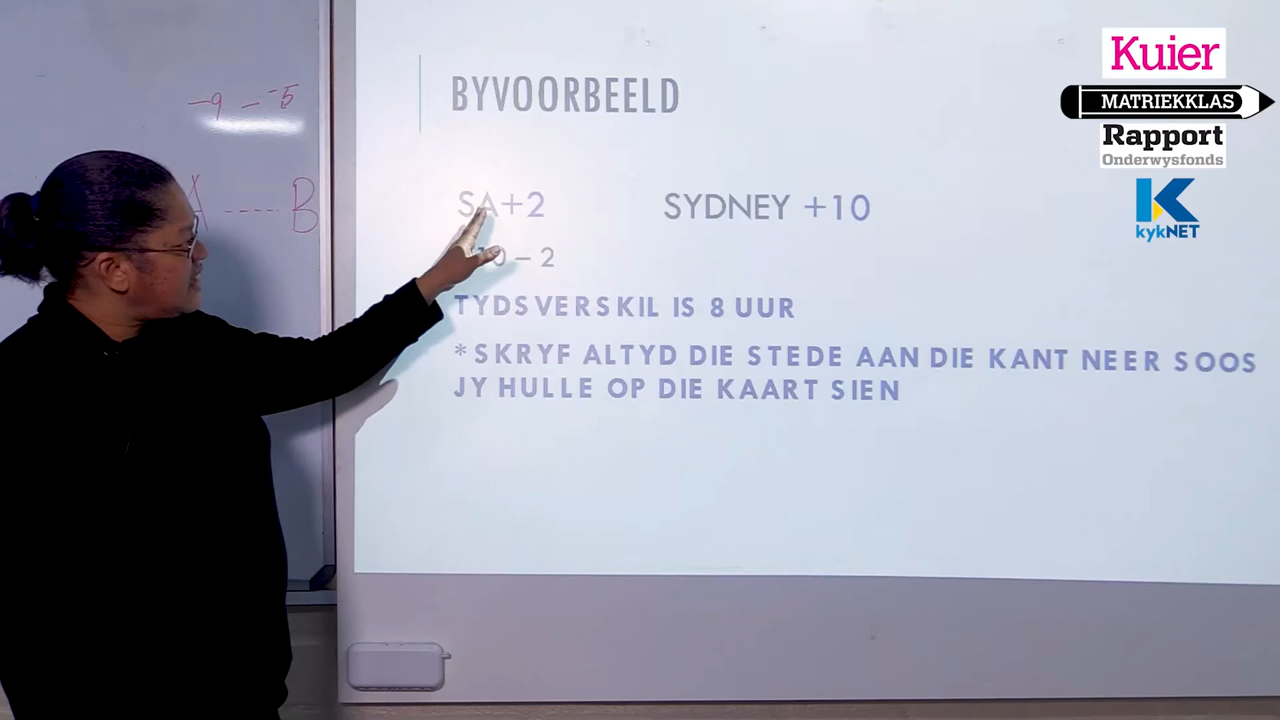 -9 - -5
A ---- B
BYVOORBEELD
SA+2 SYDNEY +10
0 – 2
TYDSVERSKIL IS 8 UUR
*SKRYF ALTYD DIE STEDE AAN DIE KANT NEER SOOS
JY HULLE OP DIE KAART SIEN
Kuier
MATRIEKKLAS
Rapport
Onderwysfonds
K
kykNET